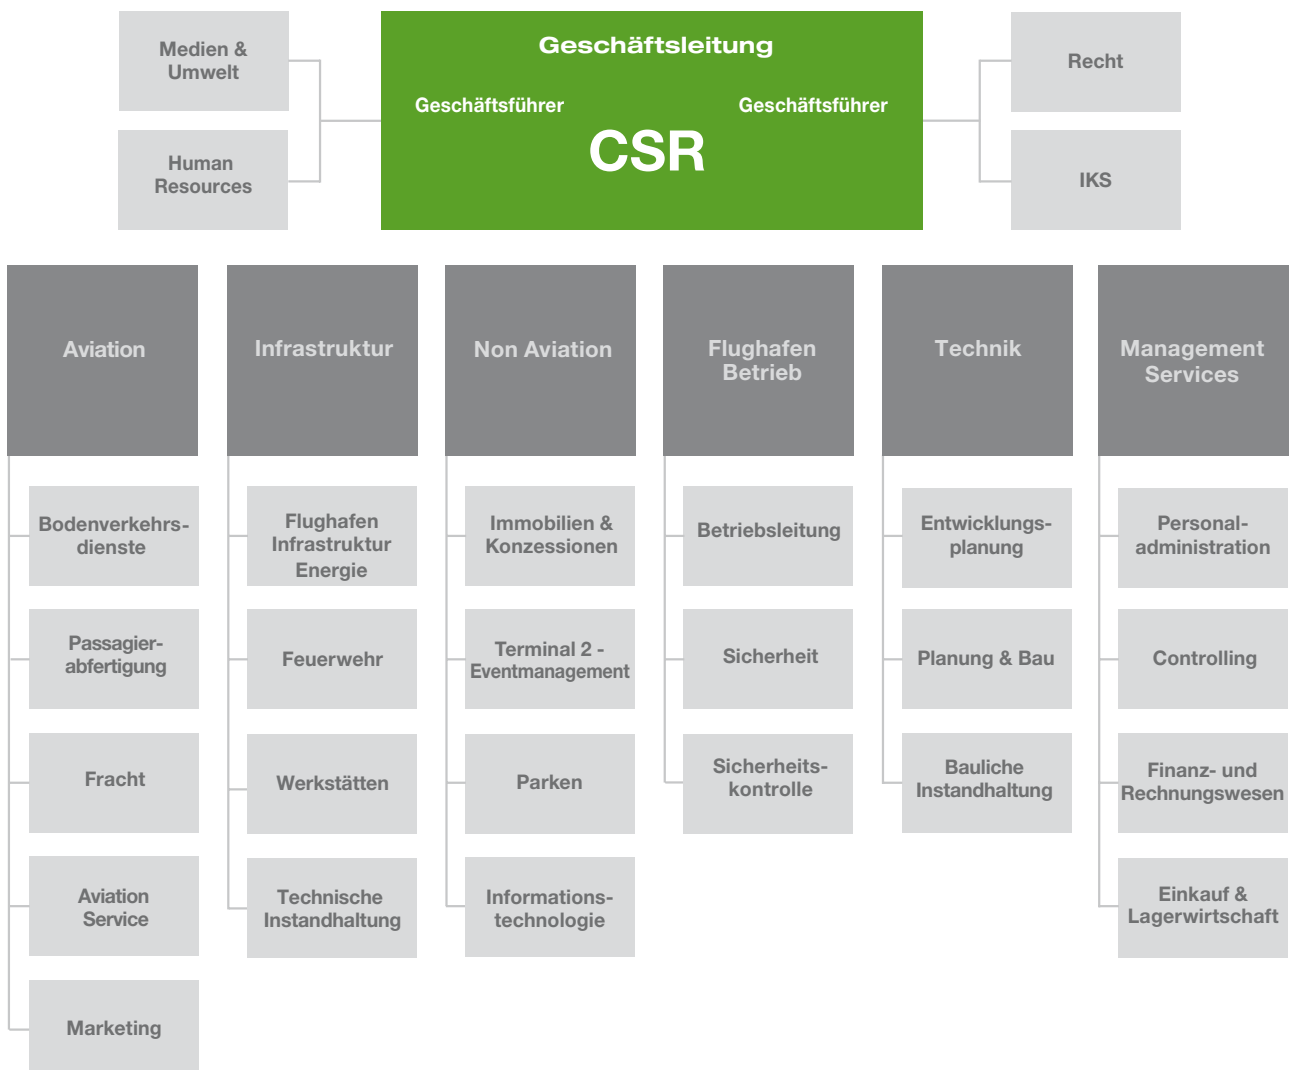 Medien &
Umwelt
Human
Resources
Geschäftsleitung
Geschäftsführer
Geschäftsführer
CSR
Recht
IKS
Aviation
Infrastruktur
Non Aviation
Flughafen
Betrieb
Technik
Management
Services
Bodenverkehrs-
dienste
Passagier-
abfertigung
Fracht
Aviation
Service
Marketing
Flughafen
Infrastruktur
Energie
Feuerwehr
Werkstätten
Technische
Instandhaltung
Immobilien &
Konzessionen
Terminal 2 -
Eventmanagement
Parken
Informations-
technologie
Betriebsleitung
Sicherheit
Sicherheits-
kontrolle
Entwicklungs-
planung
Planung & Bau
Bauliche
Instandhaltung
Personal-
administration
Controlling
Finanz- und
Rechnungswesen
Einkauf &
Lagerwirtschaft